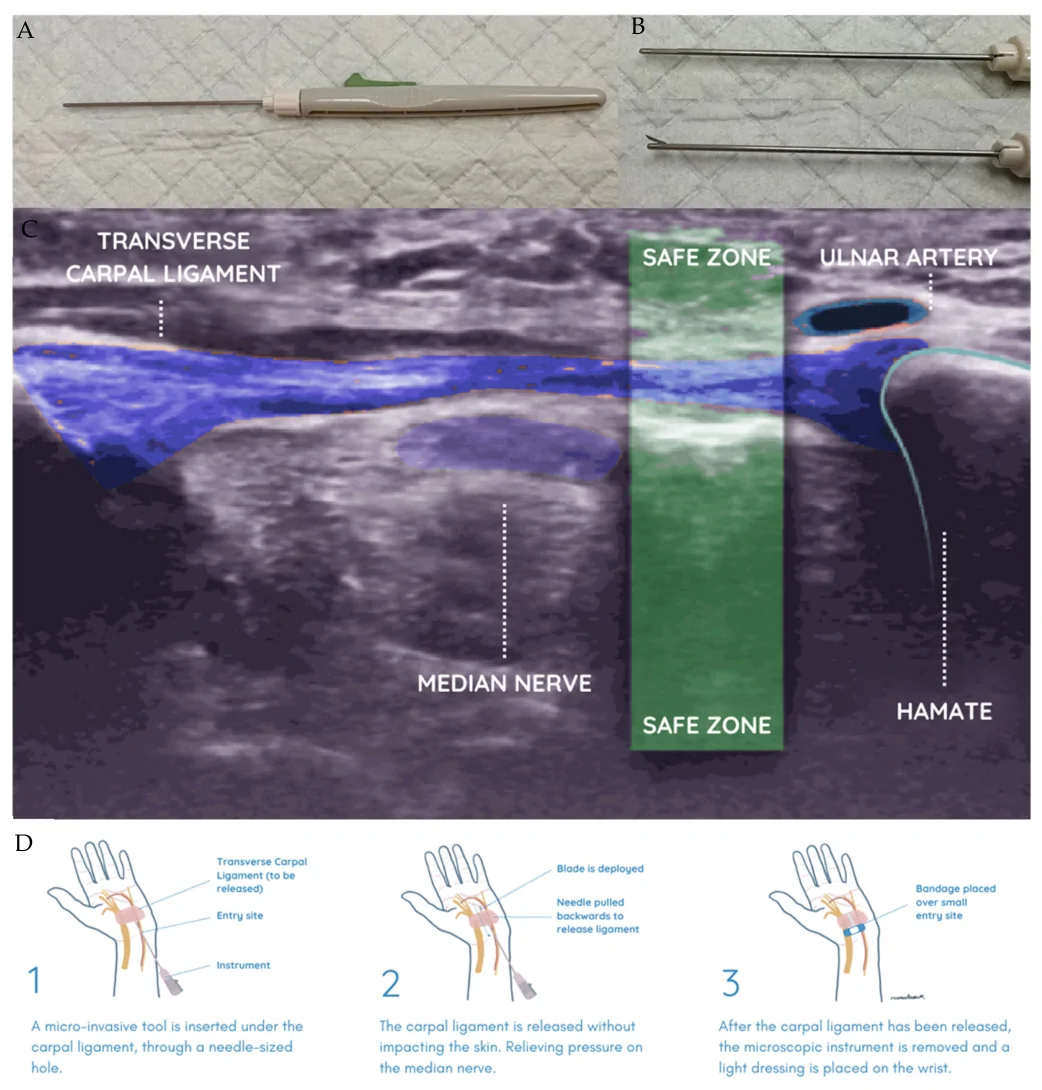 A
B
C
TRANSVERSE
CARPAL LIGAMENT
SAFE ZONE
ULNAR ARTERY
MEDIAN NERVE
SAFE ZONE
HAMATE
D
Transverse Carpal
Ligament (to be
released)
Entry site
Instrument
1
A micro-invasive tool is inserted under the
carpal ligament, through a needle-sized
hole.
Blade is deployed
Needle pulled
backwards to
release ligament
2
The carpal ligament is released without
impacting the skin. Relieving pressure on
the median nerve.
Bandage placed
over small
entry site
3
After the carpal ligament has been released,
the microscopic instrument is removed and a
light dressing is placed on the wrist.